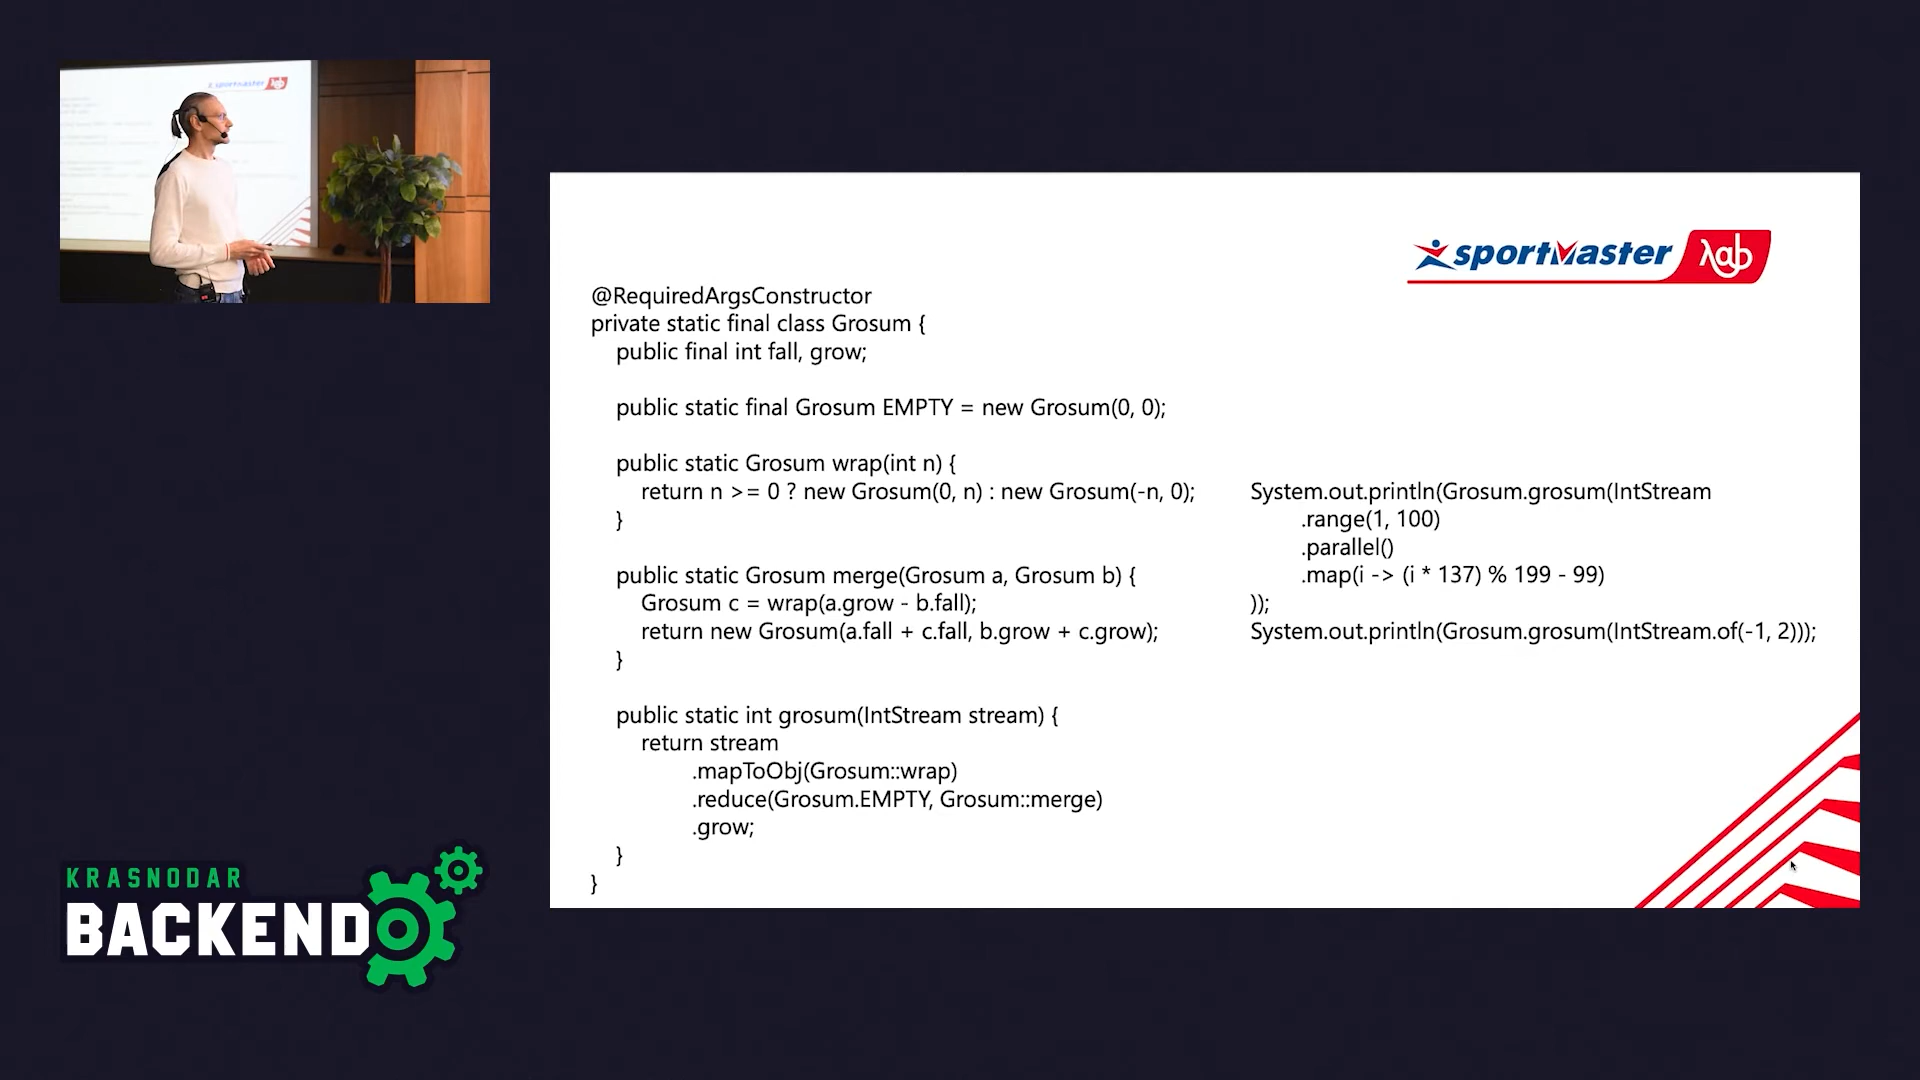 sportmaster λab
sportmaster λab
@RequiredArgsConstructor
private static final class Grosum {
public final int fall, grow;
public static final Grosum EMPTY = new Grosum(0, 0);
public static Grosum wrap(int n) {
return n >= 0 ? new Grosum(0, n) : new Grosum(-n, 0);
}
public static Grosum merge(Grosum a, Grosum b) {
Grosum c = wrap(a.grow - b.fall);
return new Grosum(a.fall + c.fall, b.grow + c.grow);
}
public static int grosum(IntStream stream) {
return stream
.mapToObj(Grosum::wrap)
.reduce(Grosum.EMPTY, Grosum::merge)
.grow;
}
}
System.out.println(Grosum.grosum(IntStream
.range(1, 100)
.parallel()
.map(i -> (i * 137) % 199 - 99)
));
System.out.println(Grosum.grosum(IntStream.of(-1, 2)));
KRASNODAR
BACKEND